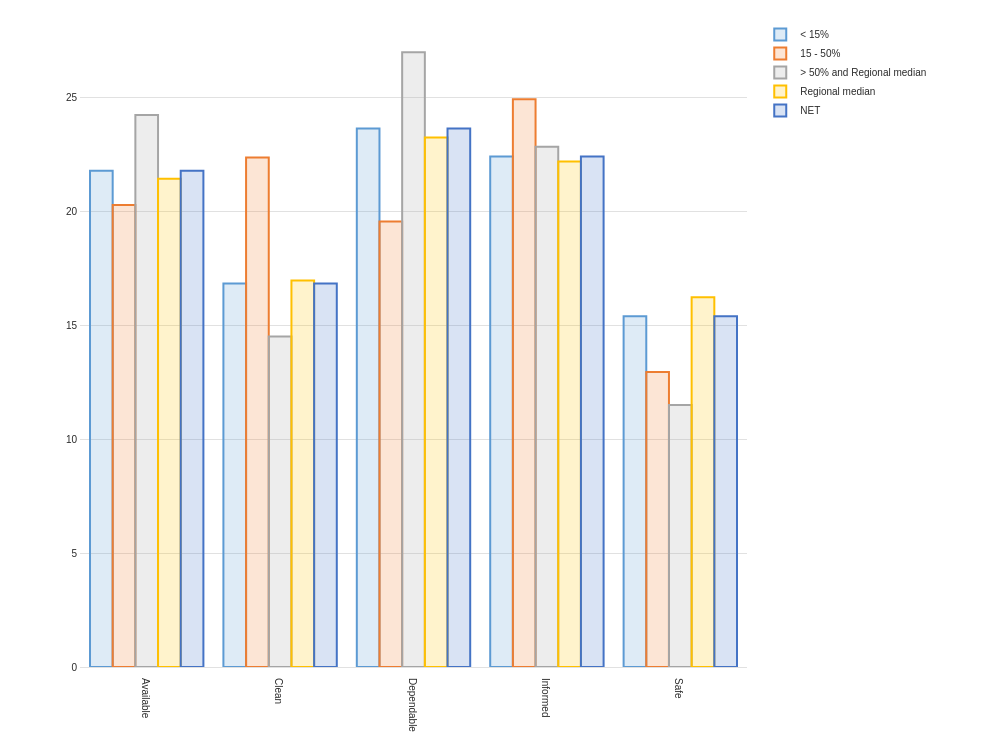 < 15%
15 - 50%
> 50% and Regional median
Regional median
NET
25
20
15
10
5
0
Available
Clean
Dependable
Informed
Safe